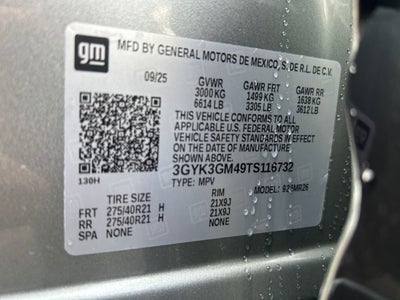 gm
MFD BY GENERAL MOTORS DE MEXICO, S. DE R.L. DE C.V.
09/25 GVWR GAWR FRT GAWR RR
3000 KG 1499 KG 1638 KG
6614 LB 3305 LB 3612 LB
THIS VEHICLE CONFORMS TO ALL
APPLICABLE U.S. FEDERAL MOTOR
VEHICLE SAFETY STANDARDS IN EFFECT
ON THE DATE OF MANUFACTURE
SHOWN ABOVE.
3GYK3GM49TS116732
130H TYPE: MPV MODEL: 926MR26
TIRE SIZE RIM
FRT 275/40R21 H 21X9J
RR 275/40R21 H 21X9J
SPA NONE NONE